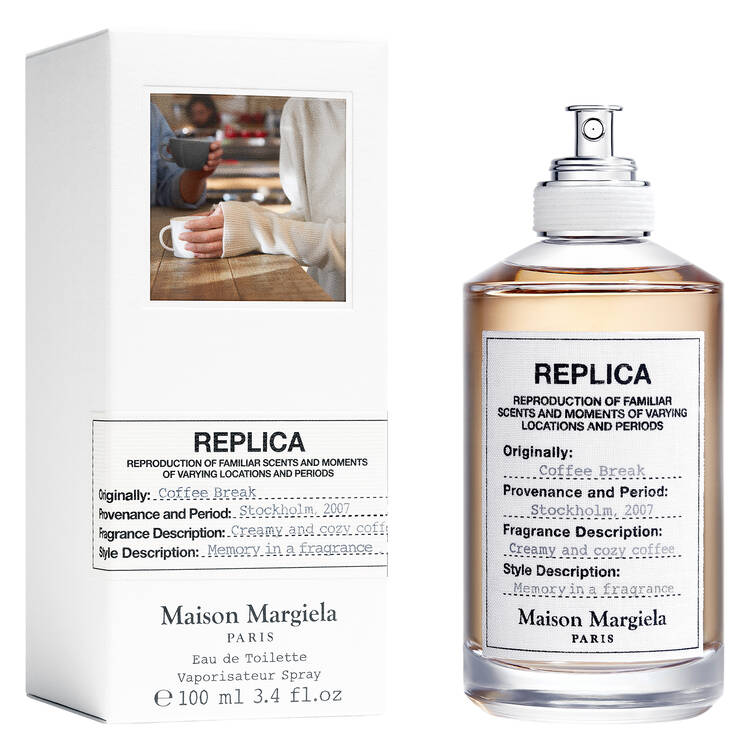 REPLICA
REPRODUCTION OF FAMILIAR SCENTS AND MOMENTS
OF VARYING LOCATIONS AND PERIODS
Originally: Coffee Break
Provenance and Period: Stockholm, 2007
Fragrance Description: Creamy and cozy coff
Style Description: Memory in a fragrance
Maison Margiela
PARIS
Eau de Toilette
Vaporisateur Spray
℮ 100 ml 3.4 fl.oz
REPLICA
REPRODUCTION OF FAMILIAR
SCENTS AND MOMENTS OF VARYING
LOCATIONS AND PERIODS
Originally:
Coffee Break
Provenance and Period:
Stockholm, 2007
Fragrance Description:
Creamy and cozy coffee
Style Description:
Memory in a fragrance
Maison Margiela
PARIS